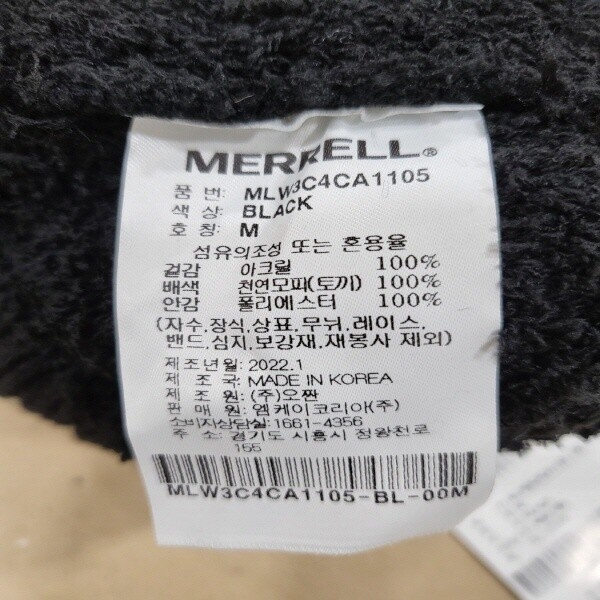 MERRELL®
품 번: MLW3C4CA1105
색 상: BLACK
호 칭: M
섬유의조성 또는 혼용율
겉감 아크릴 100%
배색 천연모피(토끼) 100%
안감 폴리에스터 100%
(자수,장식,상표,무늬,레이스,
밴드,심지,보강재,재봉사 제외)
제조년월: 2022.1
제 조 국: MADE IN KOREA
제 조 원: (주)오짠
판 매 원: 엠케이코리아(주)
소비자상담실: 1661-4356
주 소: 경기도 시흥시 정왕천로
155
MLW3C4CA1105-BL-00M